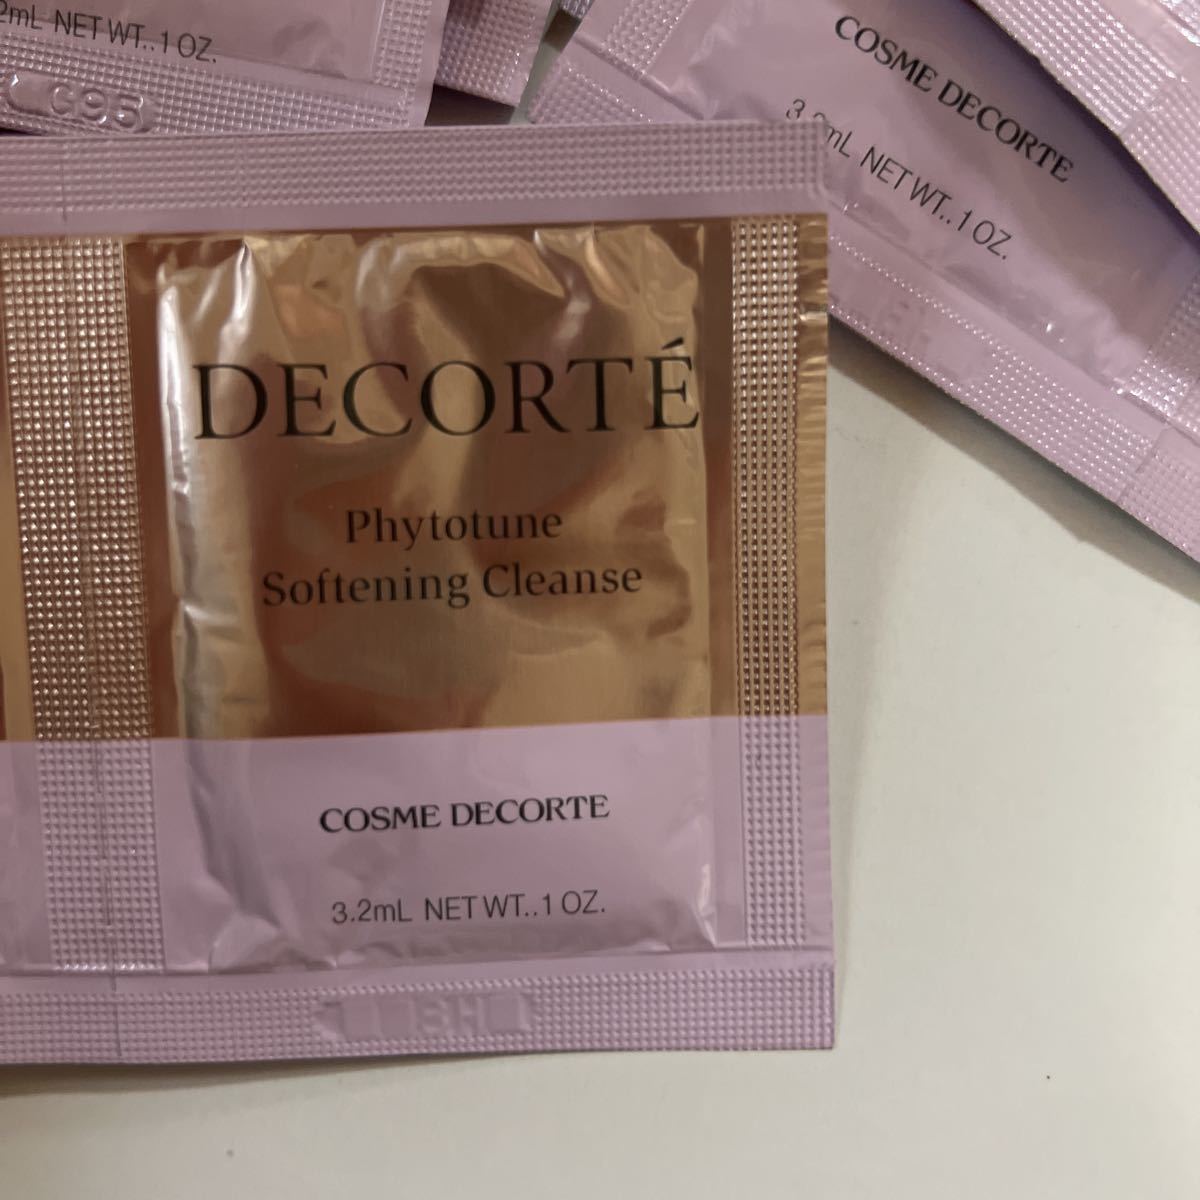 2mL NET WT..1 OZ.
G95
COSME DECORTE
3.2mL NET WT..1 OZ.
DECORTÉ
Phytotune
Softening Cleanse
COSME DECORTE
3.2mL NET WT..1 OZ.